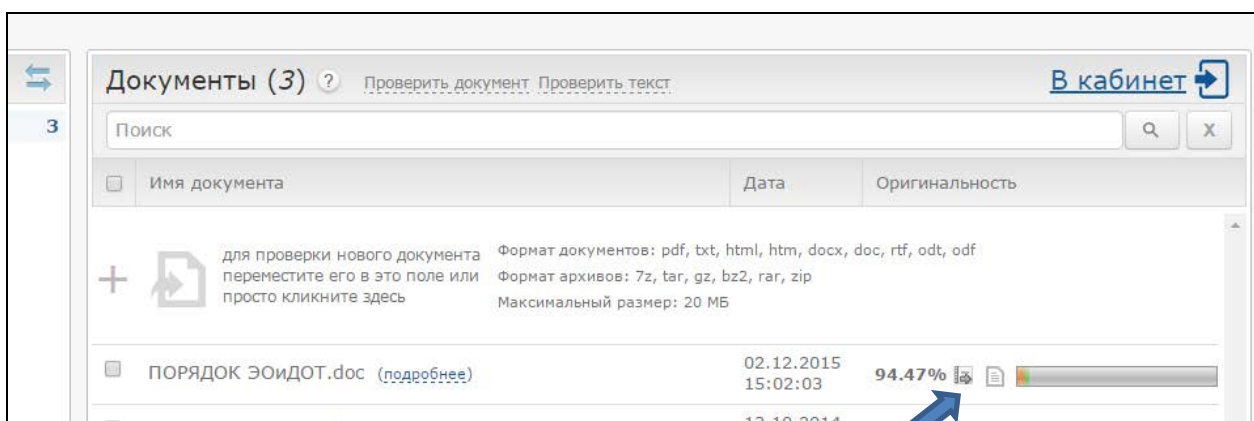 Документы (3) ? Проверить документ Проверить текст В кабинет
3
Поиск X
Имя документа Дата Оригинальность
для проверки нового документа
переместите его в это поле или
просто кликните здесь
Формат документов: pdf, txt, html, htm, docx, doc, rtf, odt, odf
Формат архивов: 7z, tar, gz, bz2, rar, zip
Максимальный размер: 20 МБ
ПОРЯДОК ЭОиДОТ.doc (подробнее) 02.12.2015
15:02:03 94.47%